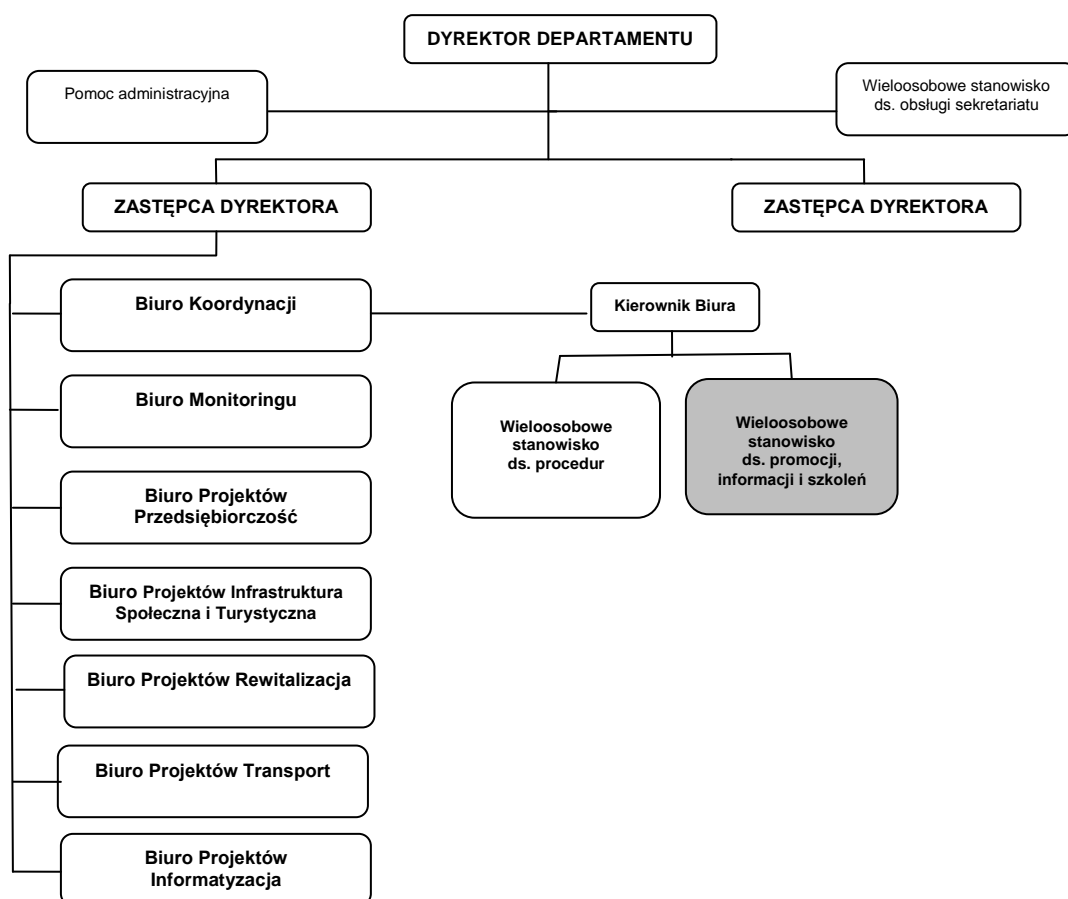 DYREKTOR DEPARTAMENTU
Pomoc administracyjna
Wieloosobowe stanowisko
ds. obsługi sekretariatu
ZASTĘPCA DYREKTORA
ZASTĘPCA DYREKTORA
Biuro Koordynacji
Kierownik Biura
Biuro Monitoringu
Wieloosobowe
stanowisko
ds. procedur
Wieloosobowe
stanowisko
ds. promocji,
informacji i szkoleń
Biuro Projektów
Przedsiębiorczość
Biuro Projektów Infrastruktura
Społeczna i Turystyczna
Biuro Projektów Rewitalizacja
Biuro Projektów Transport
Biuro Projektów
Informatyzacja